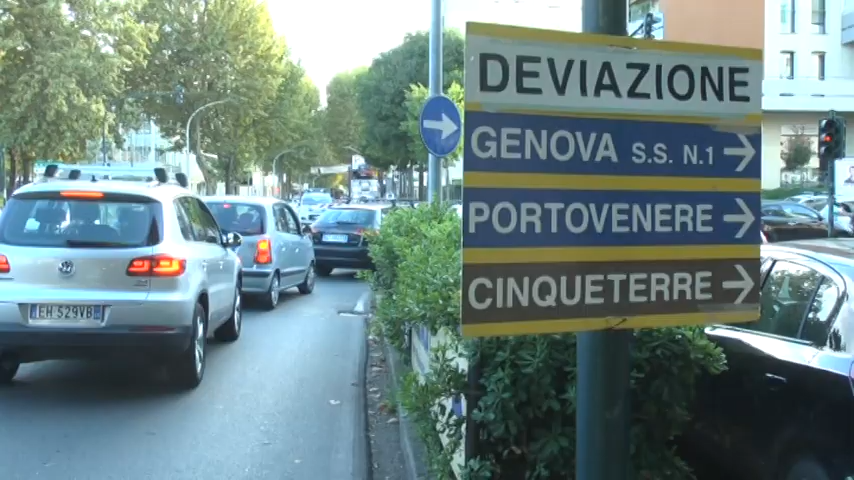 DEVIAZIONE
GENOVA S.S. N.1
PORTOVENERE
CINQUETERRE
EH 529VB